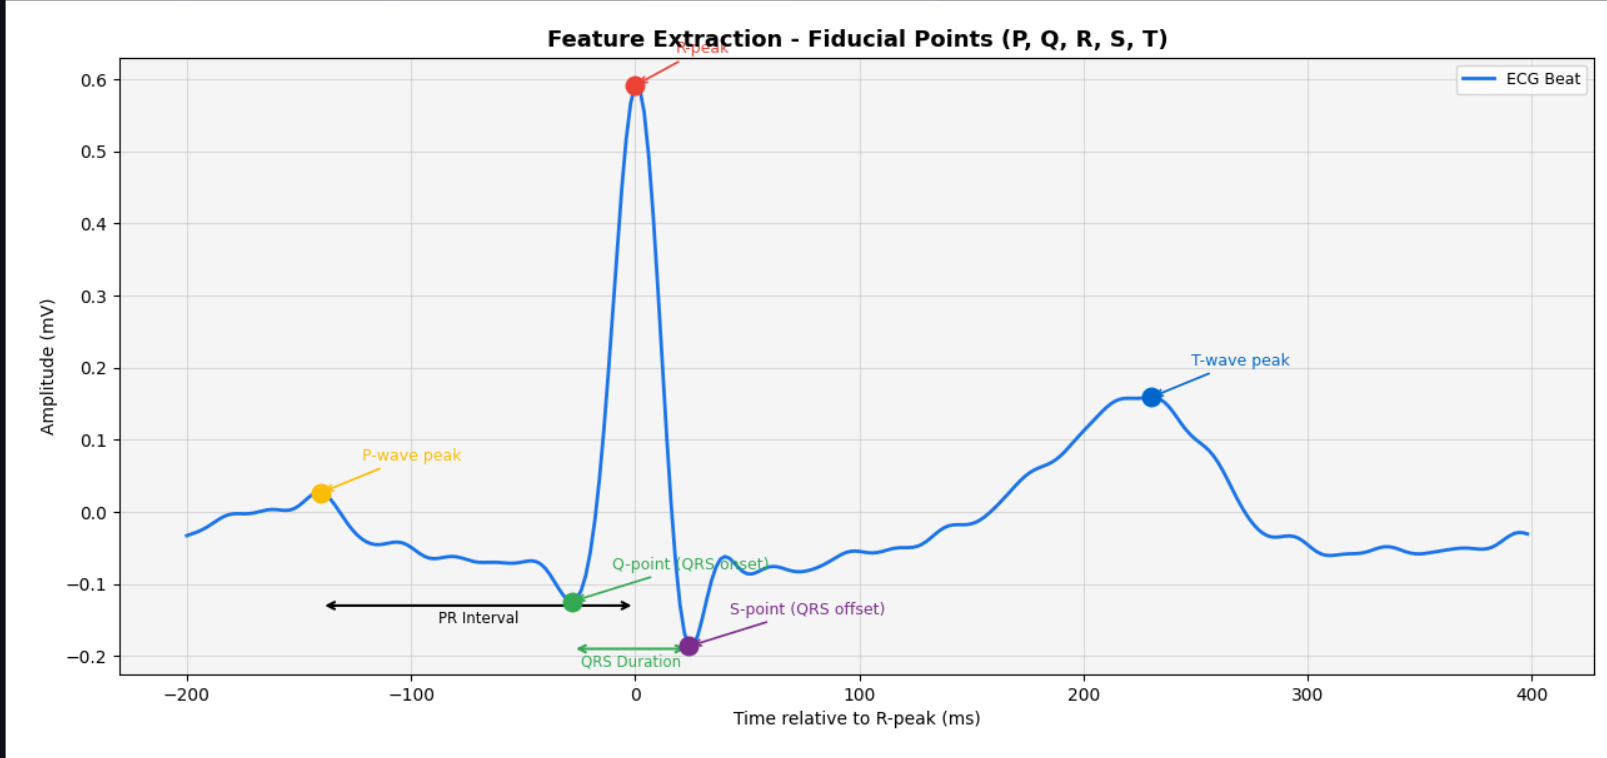 Feature Extraction - Fiducial Points (P, Q, R, S, T)
R-peak
ECG Beat
0.6
0.5
0.4
0.3
0.2
0.1
0.0
−0.1
−0.2
Amplitude (mV)
T-wave peak
P-wave peak
Q-point (QRS onset)
S-point (QRS offset)
PR Interval
QRS Duration
−200
−100
0
100
200
300
400
Time relative to R-peak (ms)